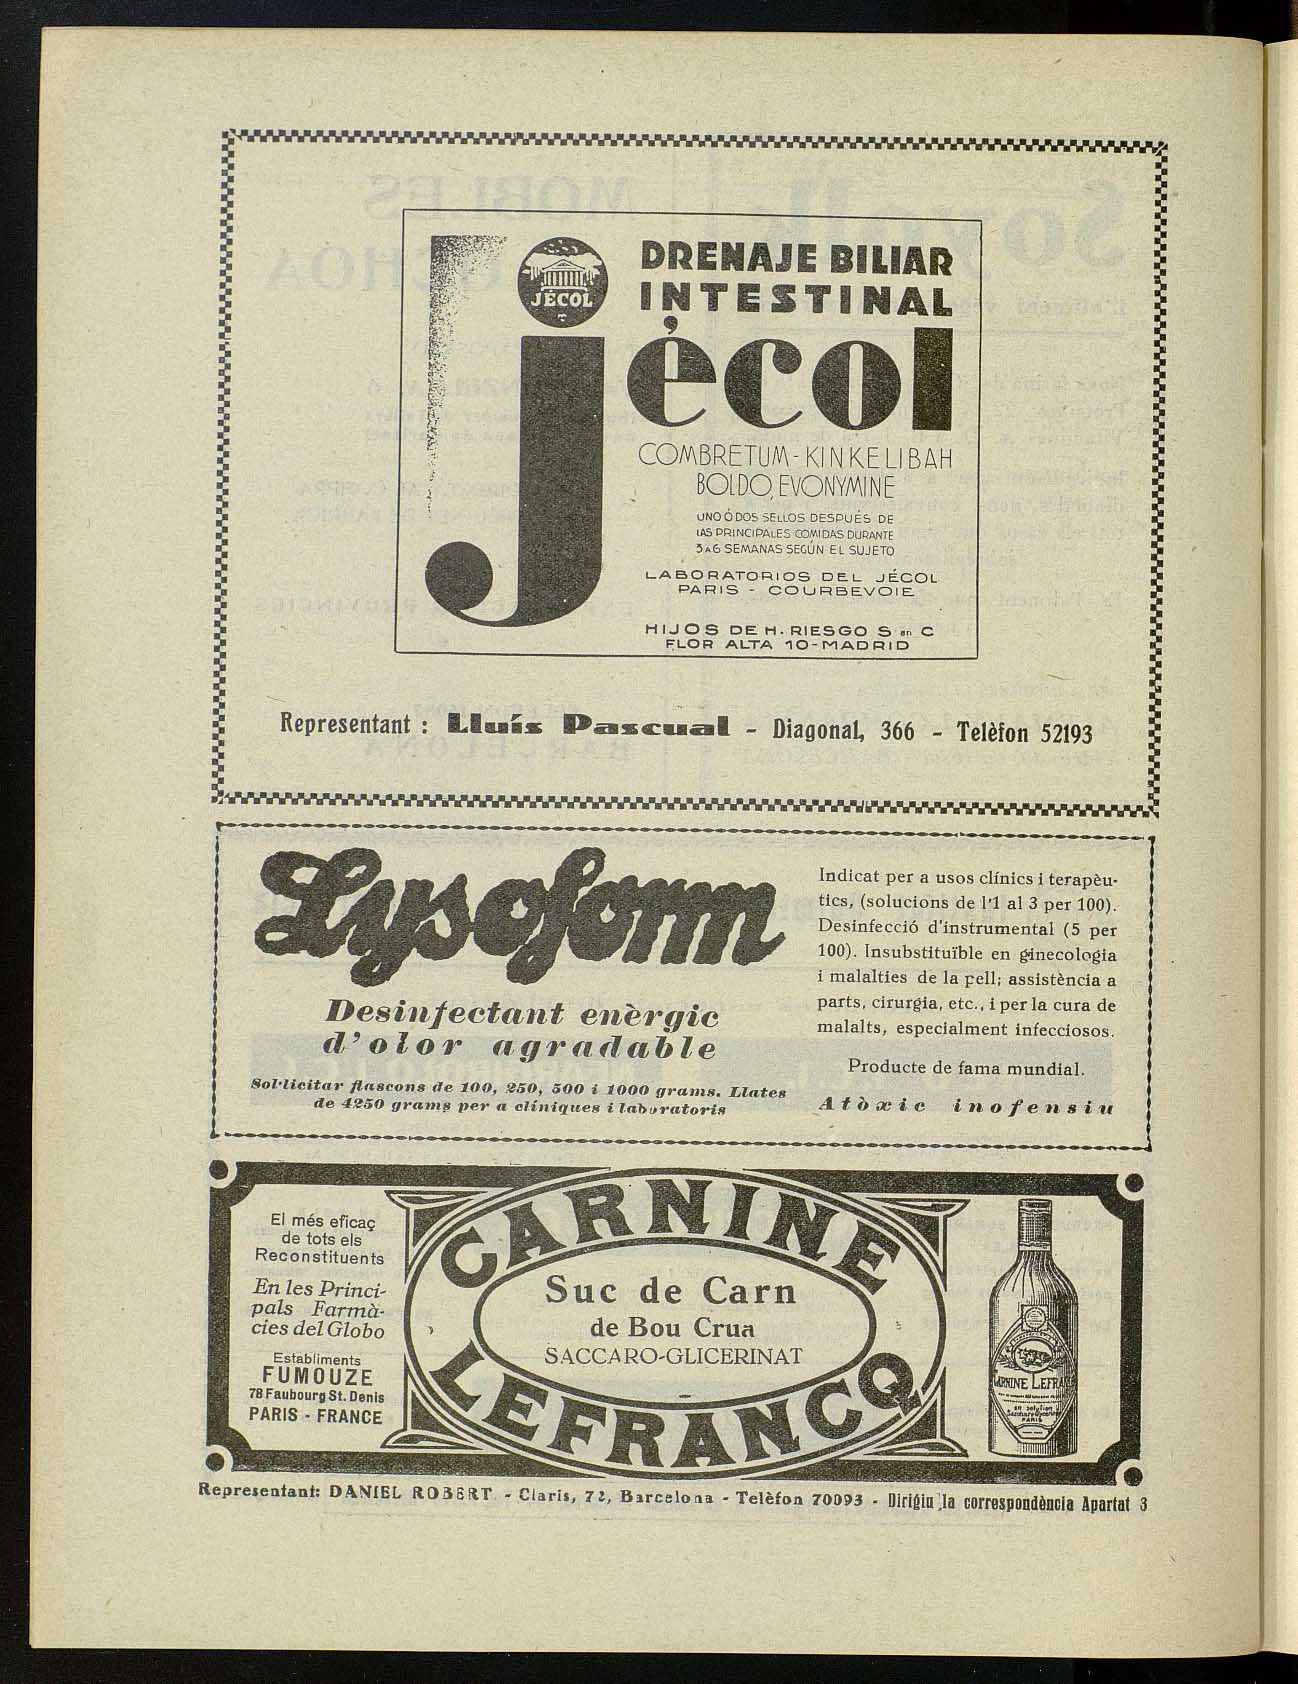 JÉCOL
DRENAJE BILIAR
INTESTINAL
jécol
COMBRETUM - KINKELIBAH
BOLDO, EVONYMINE
UNO Ó DOS SELLOS DESPUÉS DE
LAS PRINCIPALES COMIDAS DURANTE
3 A 6 SEMANAS SEGÚN EL SUJETO
LABORATORIOS DEL JÉCOL
PARIS - COURBEVOIE
HIJOS DE H. RIESGO S en C
FLOR ALTA 10 - MADRID
Representant : Lluís Pascual - Diagonal, 366 - Telèfon 52193
Lysoform
Desinfectant enèrgic
d'olor agradable
Sol·licitar flascons de 100, 250, 500 i 1000 grams. Llates
de 4250 grams per a clíniques i laboratoris
Indicat per a usos clínics i terapèu-
tics, (solucions de l'1 al 3 per 100).
Desinfecció d'instrumental (5 per
100). Insubstituïble en ginecologia
i malalties de la pell; assistència a
parts, cirurgia, etc., i per la cura de
malalts, especialment infecciosos.
Producte de fama mundial.
Atòxic inofensiu
El més eficaç
de tots els
Reconstituents
En les Princi-
pals Farmà-
cies del Globo
Establiments
FUMOUZE
78 Faubourg St. Denis
PARIS - FRANCE
CARNINE
Suc de Carn
de Bou Crua
SACCARO-GLICERINAT
LEFRANCQ
CARNINE LEFRA
PARIS
Representant: DANIEL ROBERT. - Claris, 72, Barcelona - Telèfon 70093 - Dirigiu la correspondència Apartat 3